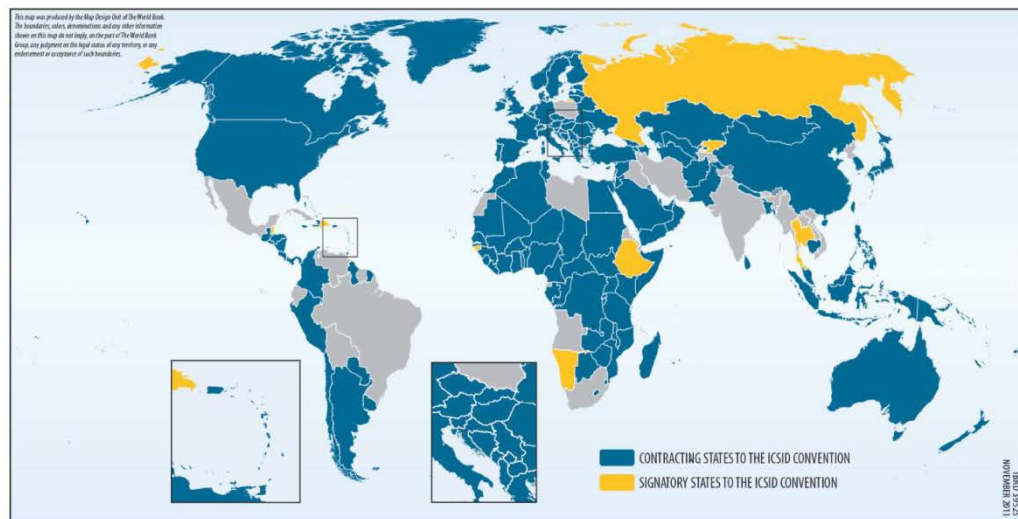 This map was produced by the Map Design Unit of The World Bank.
The boundaries, colors, denominations and any other information
shown on this map do not imply, on the part of The World Bank
Group, any judgment on the legal status of any territory, or any
endorsement or acceptance of such boundaries.
CONTRACTING STATES TO THE ICSID CONVENTION
SIGNATORY STATES TO THE ICSID CONVENTION
IBRD 39525
NOVEMBER 2013